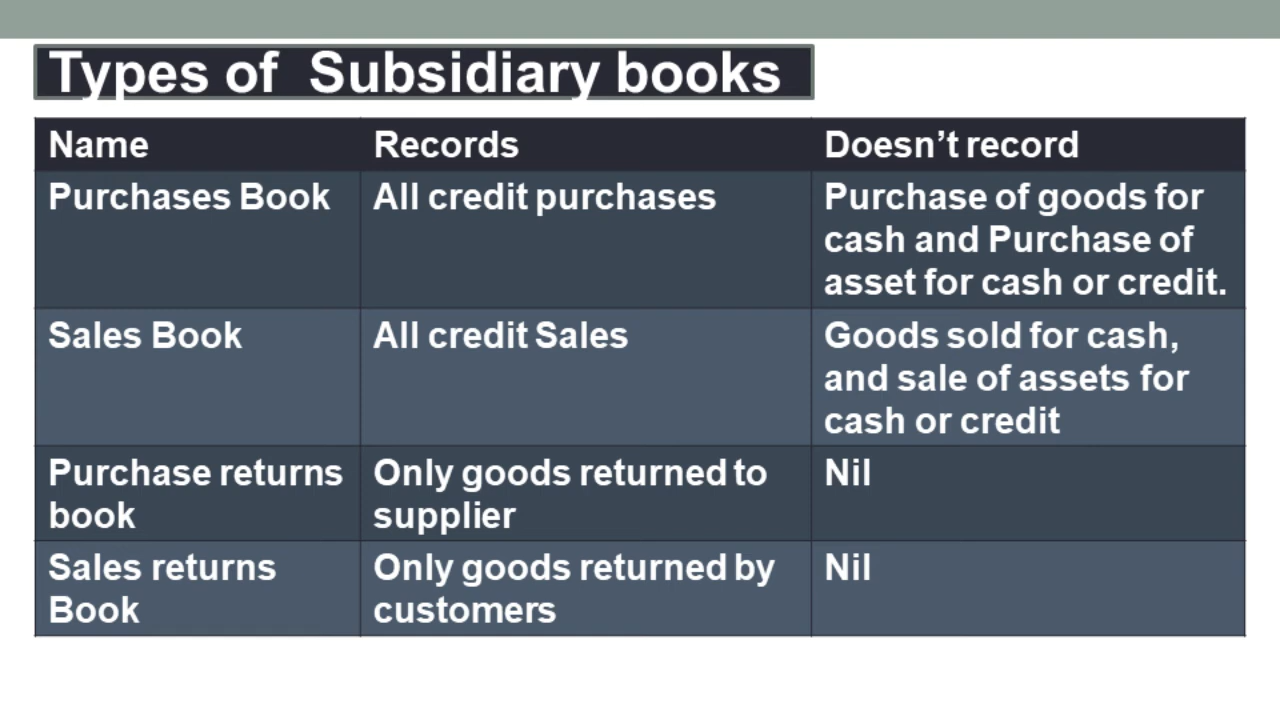 Types of  Subsidiary books
Name
Records
Doesn't record
Purchases Book
All credit purchases
Purchase of goods for
cash and Purchase of
asset for cash or credit.
Sales Book
All credit Sales
Goods sold for cash,
and sale of assets for
cash or credit
Purchase returns
book
Only goods returned to
supplier
Nil
Sales returns
Book
Only goods returned by
customers
Nil